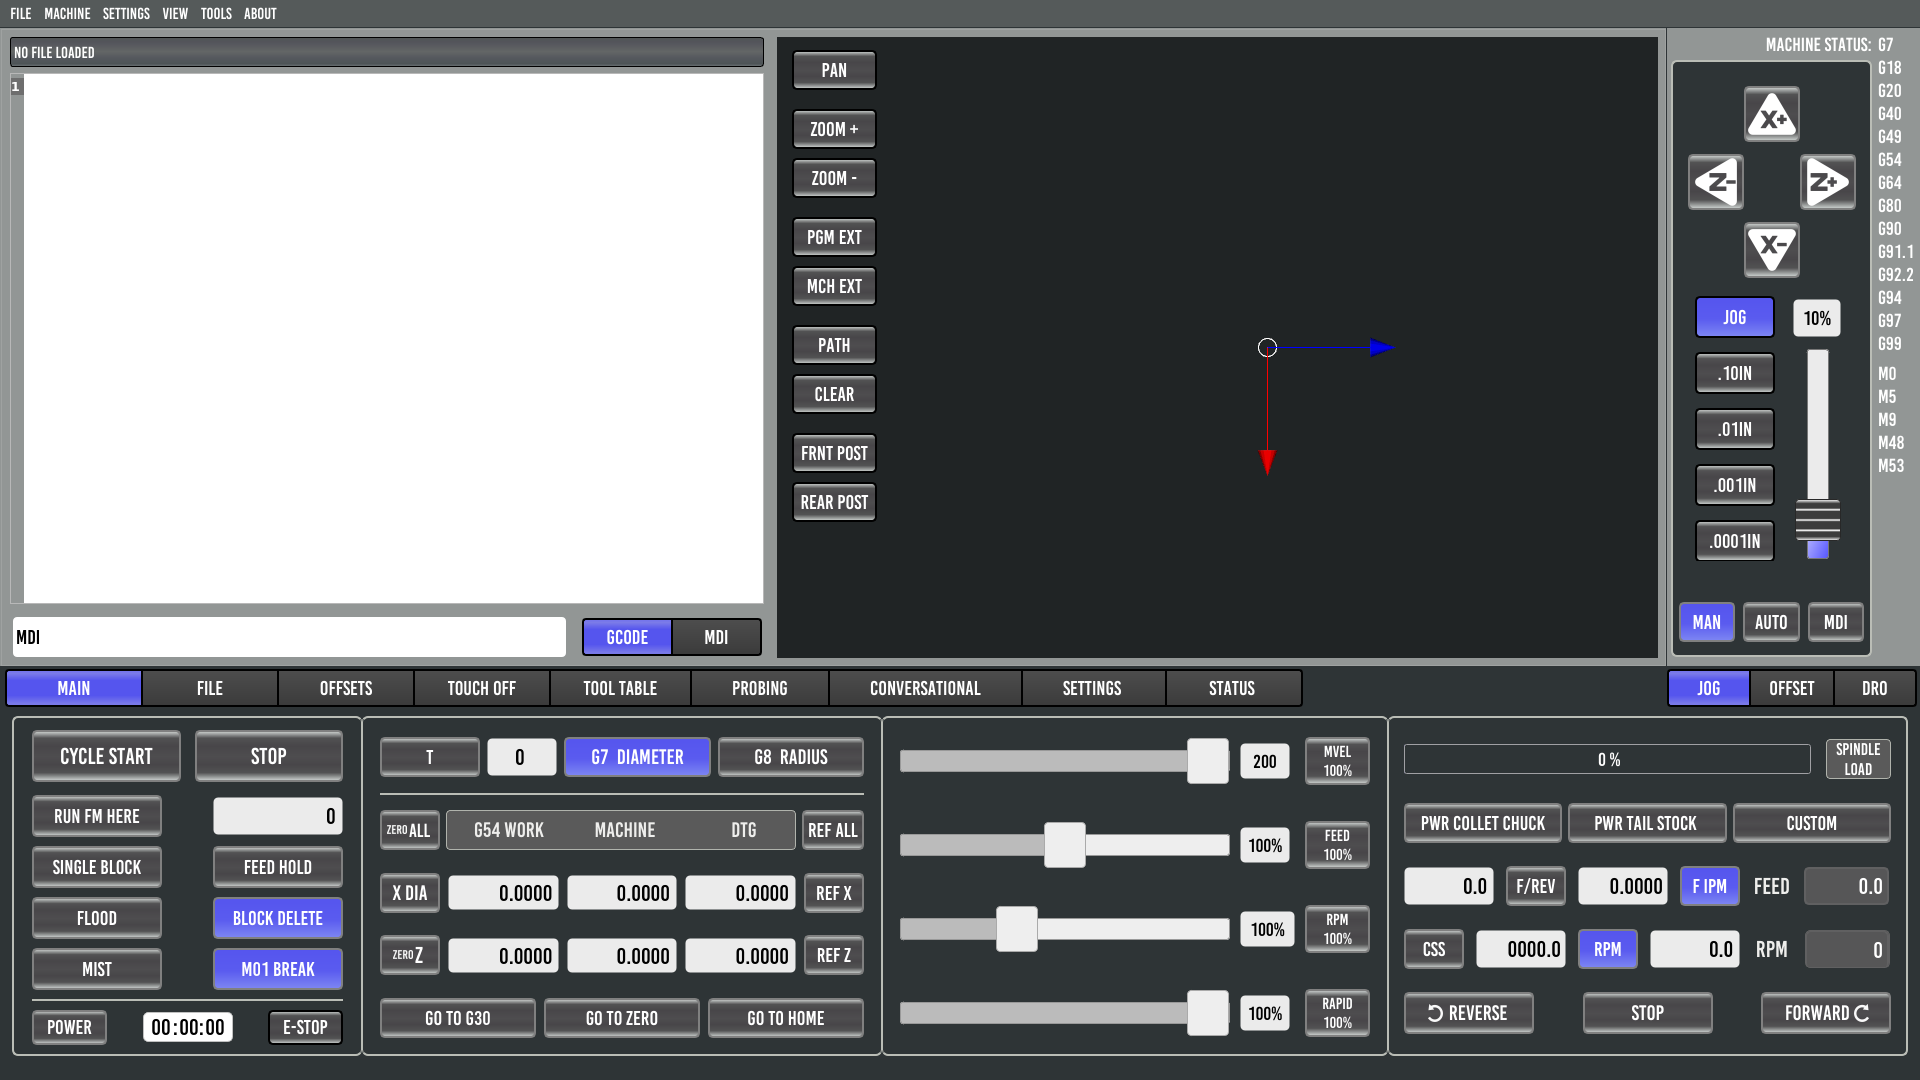 FILE MACHINE SETTINGS VIEW TOOLS ABOUT
NO FILE LOADED
1
MDI
GCODE MDI
PAN
ZOOM +
ZOOM -
PGM EXT
MCH EXT
PATH
CLEAR
FRNT POST
REAR POST
MACHINE STATUS: G7
G18
G20
G40
G49
G54
G64
G80
G90
G91.1
G92.2
G94
G97
G99
M0
M5
M9
M48
M53
X+
Z- Z+
X-
JOG 10%
.10IN
.01IN
.001IN
.0001IN
MAN AUTO MDI
MAIN FILE OFFSETS TOUCH OFF TOOL TABLE PROBING CONVERSATIONAL SETTINGS STATUS
JOG OFFSET DRO
CYCLE START STOP
RUN FM HERE 0
SINGLE BLOCK FEED HOLD
FLOOD BLOCK DELETE
MIST M01 BREAK
POWER 00:00:00 E-STOP
T 0 G7 DIAMETER G8 RADIUS
ZERO ALL G54 WORK MACHINE DTG REF ALL
X DIA 0.0000 0.0000 0.0000 REF X
ZERO Z 0.0000 0.0000 0.0000 REF Z
GO TO G30 GO TO ZERO GO TO HOME
200 MVEL
100%
100% FEED
100%
100% RPM
100%
100% RAPID
100%
0 % SPINDLE
LOAD
PWR COLLET CHUCK PWR TAIL STOCK CUSTOM
0.0 F/REV 0.0000 F IPM FEED 0.0
CSS 0000.0 RPM 0.0 RPM 0
REVERSE STOP FORWARD